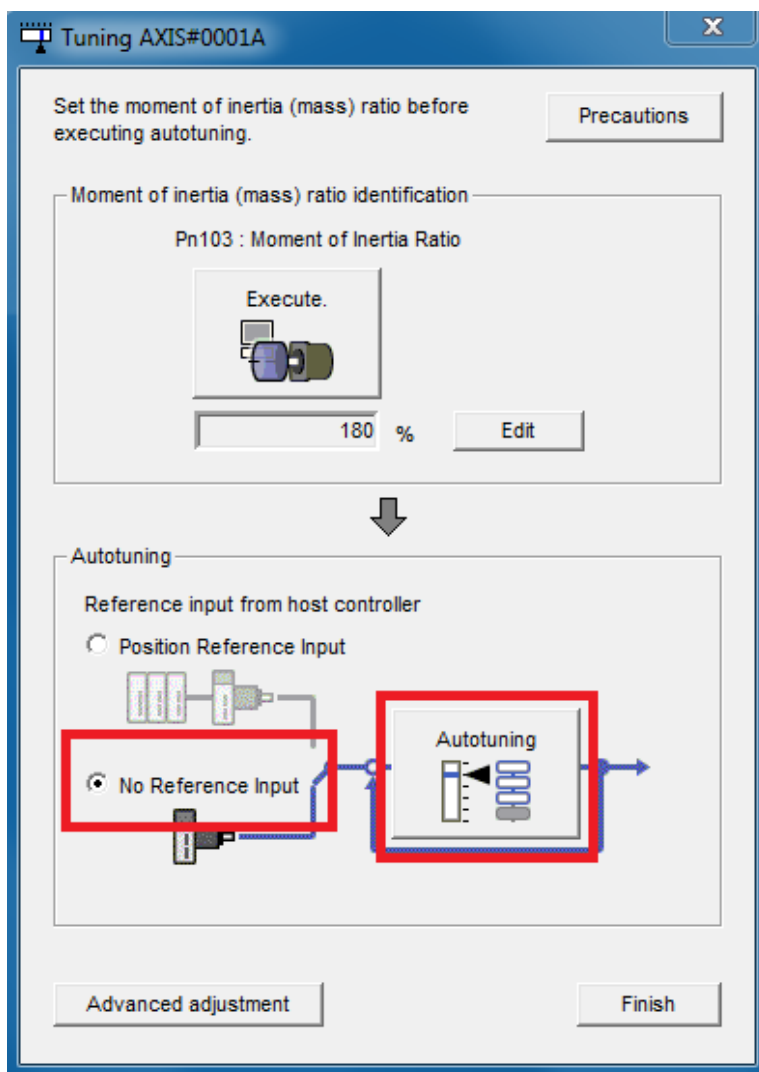 Tuning AXIS#0001A
Set the moment of inertia (mass) ratio before
executing autotuning.
Precautions
Moment of inertia (mass) ratio identification
Pn103 : Moment of Inertia Ratio
Execute.
180 % Edit
Autotuning
Reference input from host controller
Position Reference Input
Autotuning
No Reference Input
Advanced adjustment
Finish